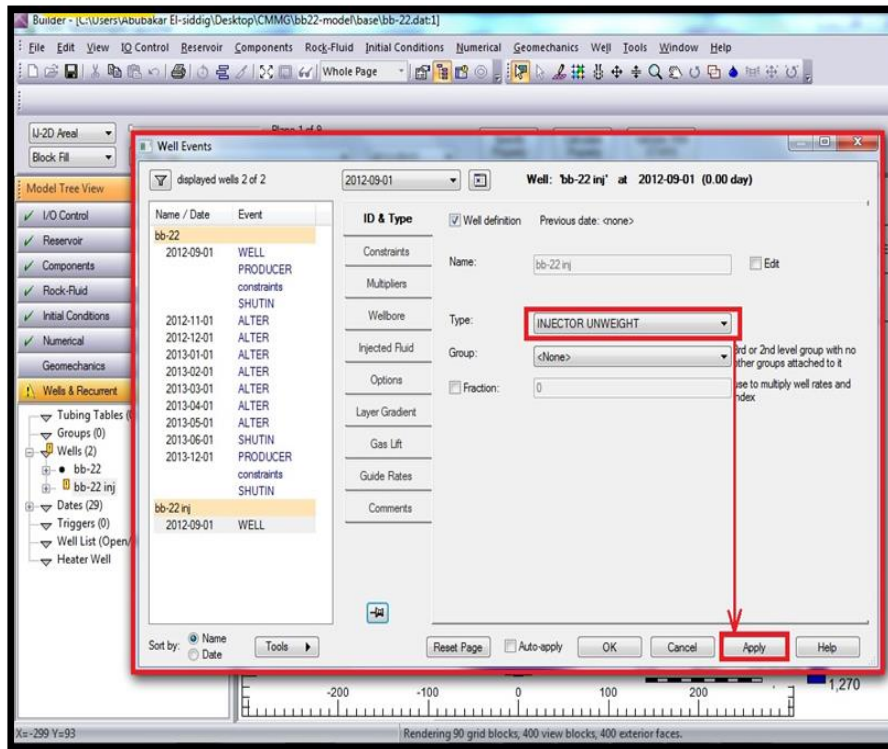 Builder - [C:\Users\Abubakar El-siddig\Desktop\CMMG\bb22-model\base\bb-22.dat:1]
File Edit View IO Control Reservoir Components Rock-Fluid Initial Conditions Numerical Geomechanics Well Tools Window Help
Whole Page
IJ-2D Areal
Plane 1 of 9
Block Fill
Model Tree View
I/O Control
Reservoir
Components
Rock-Fluid
Initial Conditions
Numerical
Geomechanics
Wells & Recurrent
Tubing Tables
Groups (0)
Wells (2)
bb-22
bb-22 inj
Dates (29)
Triggers (0)
Well List (Open/
Heater Well
Well Events
displayed wells 2 of 2
2012-09-01
Well: 'bb-22 inj' at 2012-09-01 (0.00 day)
Name / Date Event
bb-22
2012-09-01 WELL
PRODUCER
constraints
SHUTIN
2012-11-01 ALTER
2012-12-01 ALTER
2013-01-01 ALTER
2013-02-01 ALTER
2013-03-01 ALTER
2013-04-01 ALTER
2013-05-01 ALTER
2013-06-01 SHUTIN
2013-12-01 PRODUCER
constraints
SHUTIN
bb-22 inj
2012-09-01 WELL
ID & Type
Constraints
Multipliers
Wellbore
Injected Fluid
Options
Layer Gradient
Gas Lift
Guide Rates
Comments
Well definition Previous date: <none>
Name: bb-22 inj Edit
Type: INJECTOR UNWEIGHT
Group: <None> 3rd or 2nd level group with no
other groups attached to it
Fraction: 0 use to multiply well rates and
index
Sort by: Name
Date
Tools
Reset Page Auto-apply OK Cancel Apply Help
-200 -100 0 100 200
1,270
X=-299 Y=93 Rendering 90 grid blocks, 400 view blocks, 400 exterior faces.